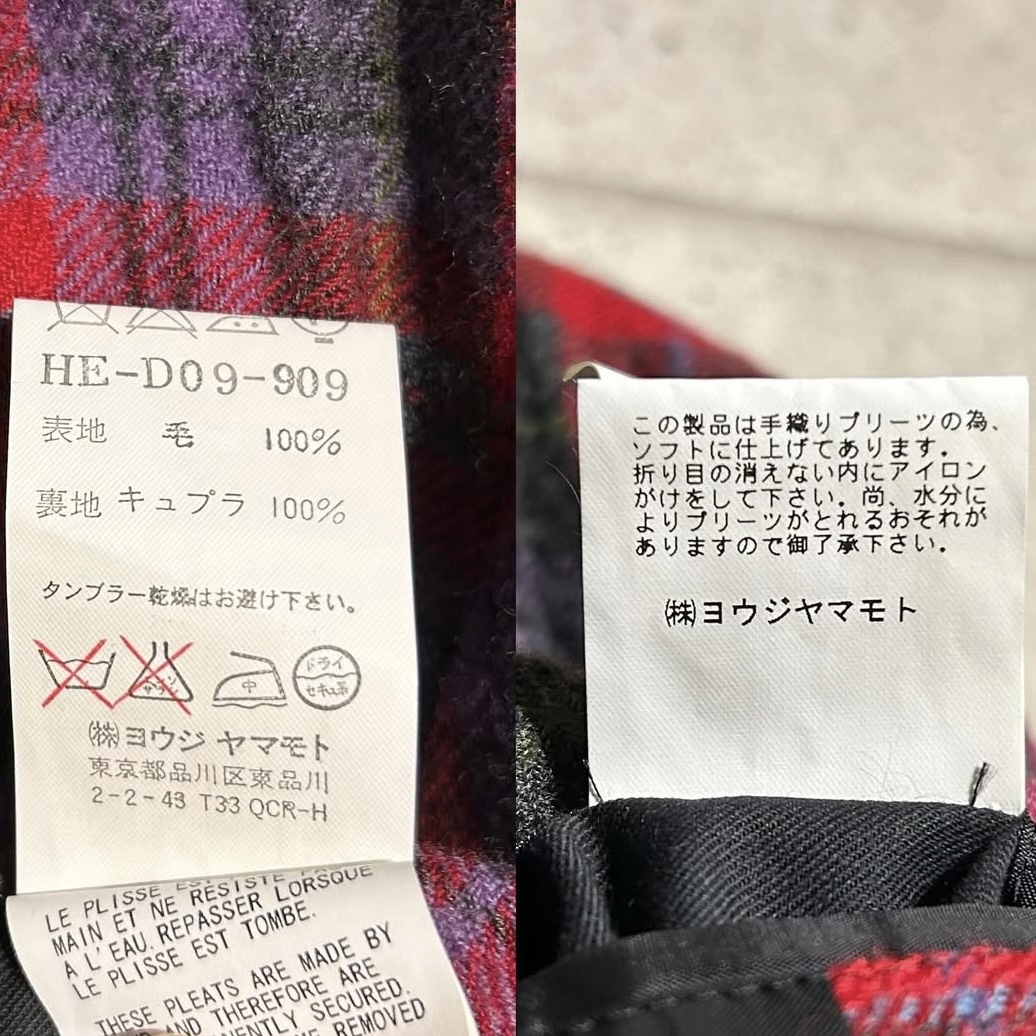 HE-D09-909
表地 毛 100%
裏地 キュプラ 100%
タンブラー乾燥はお避け下さい。
中
ドライ
セキュ系
㈱ヨウジ ヤマモト
東京都品川区東品川
2-2-43 T33 QCR-H
LE PLISSE EST
MAIN ET NE RÉSISTE PAS
A L'EAU. REPASSER LORSQUE
LE PLISSE EST TOMBE.
THESE PLEATS ARE MADE BY
AND THEREFORE ARE
NENTLY SECURED.
REMOVED
この製品は手織りプリーツの為、
ソフトに仕上げてあります。
折り目の消えない内にアイロン
がけをして下さい。尚、水分に
よりプリーツがとれるおそれが
ありますので御了承下さい。
㈱ヨウジヤマモト